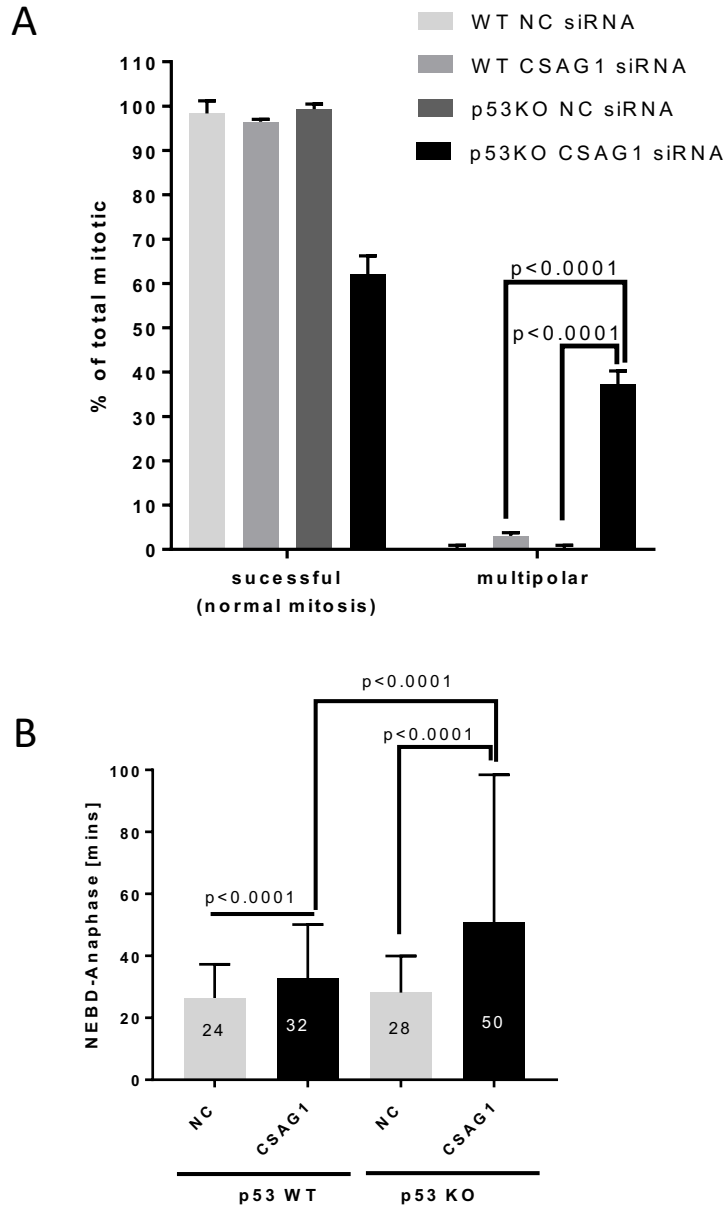 A
WT NC siRNA
WT CSAG1 siRNA
p53KO NC siRNA
p53KO CSAG1 siRNA
% of total mitotic
110
100
90
80
70
60
50
40
30
20
10
0
p<0.0001
p<0.0001
sucessful
(normal mitosis)
multipolar
B
NEBD-Anaphase [mins]
100
80
60
40
20
0
p<0.0001
p<0.0001
p<0.0001
24
32
28
50
NC
CSAG1
NC
CSAG1
p53 WT
p53 KO